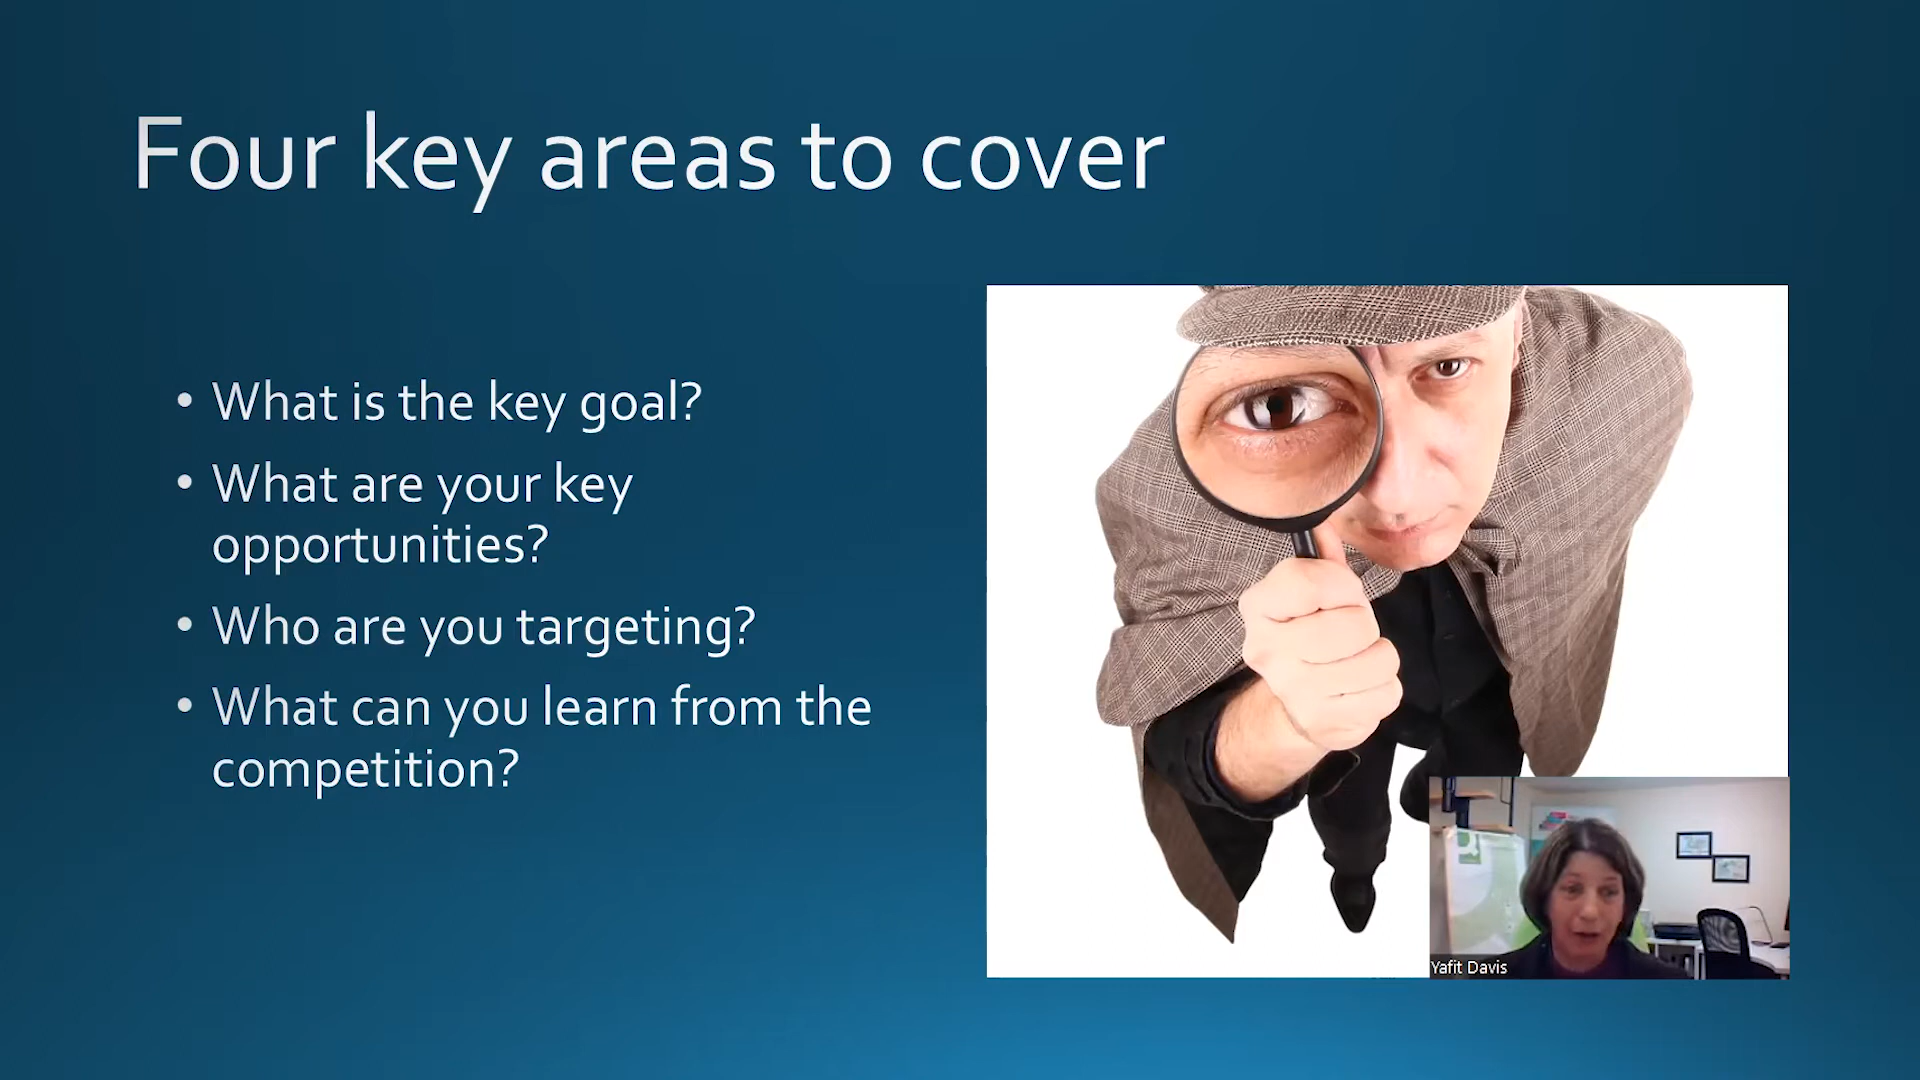 Four key areas to cover
• What is the key goal?
• What are your key
opportunities?
• Who are you targeting?
• What can you learn from the
competition?
Yafit Davis